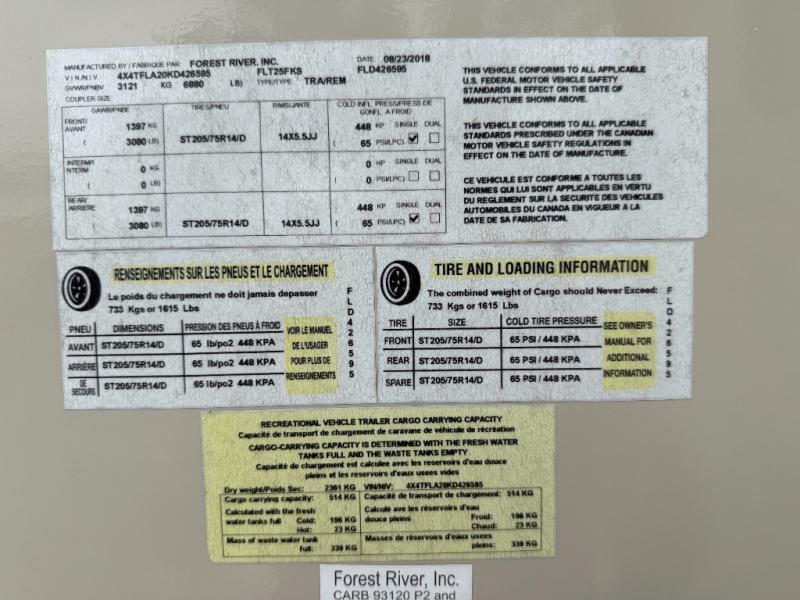 MANUFACTURED BY / FABRIQUE PAR FOREST RIVER, INC. DATE 08/23/2018
V I N /N.I.V. 4X4TFLA20KD426595 FLT25FKS FLD426595
GVWR/PNBV 3121 KG 6880 LB) TYPE/TYPE TRA/REM
COUPLER SIZE
GAWR/PNBE TIRES/PNEU RIMS/JANTE COLD INFL PRESS/PRESS DE GONFL A FROID
FRONT/ AVANT 1397 KG ST205/75R14/D 14X5.5JJ 448 KP SINGLE DUAL
( 3080 LB) ( 65 PSI/LPC)
INTERM/ NTERM 0 KG 0 KP SINGLE DUAL
( 0 LB) ( 0 PSI/LPC)
REAR/ ARRIERE 1397 KG ST205/75R14/D 14X5.5JJ 448 KP SINGLE DUAL
( 3080 LB) ( 65 PSI/LPC)
THIS VEHICLE CONFORMS TO ALL APPLICABLE
U.S. FEDERAL MOTOR VEHICLE SAFETY
STANDARDS IN EFFECT ON THE DATE OF
MANUFACTURE SHOWN ABOVE.
THIS VEHICLE CONFORMS TO ALL APPLICABLE
STANDARDS PRESCRIBED UNDER THE CANADIAN
MOTOR VEHICLE SAFETY REGULATIONS IN
EFFECT ON THE DATE OF MANUFACTURE.
CE VEHICULE EST CONFORME A TOUTES LES
NORMES QUI LUI SONT APPLICABLES EN VERTU
DU REGLEMENT SUR LA SECURITE DES VEHICULES
AUTOMOBILES DU CANADA EN VIGUEUR A LA
DATE DE SA FABRICATION.
RENSEIGNEMENTS SUR LES PNEUS ET LE CHARGEMENT
Le poids du chargement ne doit jamais depasser
733 Kgs or 1615 Lbs
PNEU DIMENSIONS PRESSION DES PNEUS À FROID
AVANT ST205/75R14/D 65 lb/po2 448 KPA
ARRIÈRE ST205/75R14/D 65 lb/po2 448 KPA
DE SECOURS ST205/75R14/D 65 lb/po2 448 KPA
VOIR LE MANUEL
DE L'USAGER
POUR PLUS DE
RENSEIGNEMENTS
FLD426595
TIRE AND LOADING INFORMATION
The combined weight of Cargo should Never Exceed:
733 Kgs or 1615 Lbs
TIRE SIZE COLD TIRE PRESSURE
FRONT ST205/75R14/D 65 PSI / 448 KPA
REAR ST205/75R14/D 65 PSI / 448 KPA
SPARE ST205/75R14/D 65 PSI / 448 KPA
SEE OWNER'S
MANUAL FOR
ADDITIONAL
INFORMATION
FLD426595
RECREATIONAL VEHICLE TRAILER CARGO CARRYING CAPACITY
Capacité de transport de chargement de caravane de véhicule de récréation
CARGO-CARRYING CAPACITY IS DETERMINED WITH THE FRESH WATER
TANKS FULL AND THE WASTE TANKS EMPTY
Capacité de chargement est calculee avec les reservoirs d'eau douce
pleins et les reservoirs d'eaux usees vides
Dry weight/Poids Sec: 2361 KG VIN/NIV: 4X4TFLA20KD426595
Cargo carrying capacity: 514 KG Capacité de transport de chargement: 514 KG
Calculated with the fresh Calculé ave les réservoirs d'eau
water tanks full Cold: 196 KG douce pleins Froid: 196 KG
Hot: 23 KG Chaud: 23 KG
Mass of waste water tank Masses de réservoirs d'eaux usees
full: 339 KG pleins: 339 KG
Forest River, Inc.
CARB 93120 P2 and